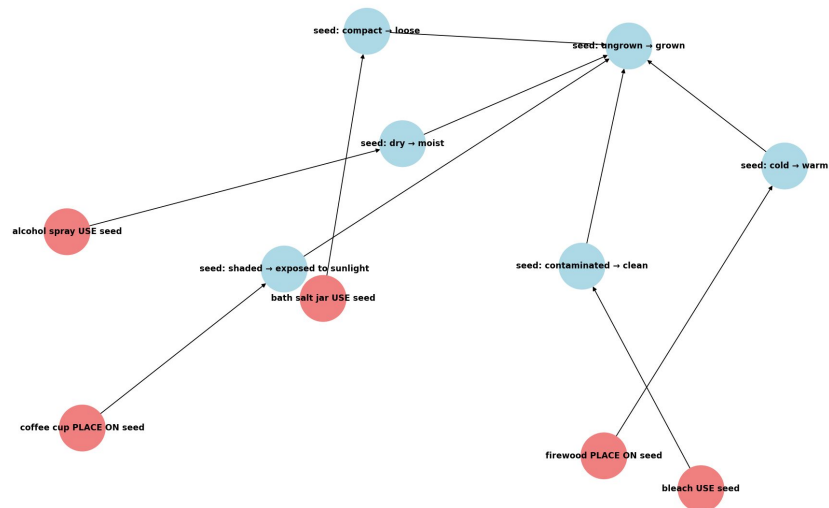 seed: compact → loose
seed: ungrown → grown
seed: dry → moist
seed: cold → warm
alcohol spray USE seed
seed: shaded → exposed to sunlight
seed: contaminated → clean
bath salt jar USE seed
coffee cup PLACE ON seed
firewood PLACE ON seed
bleach USE seed